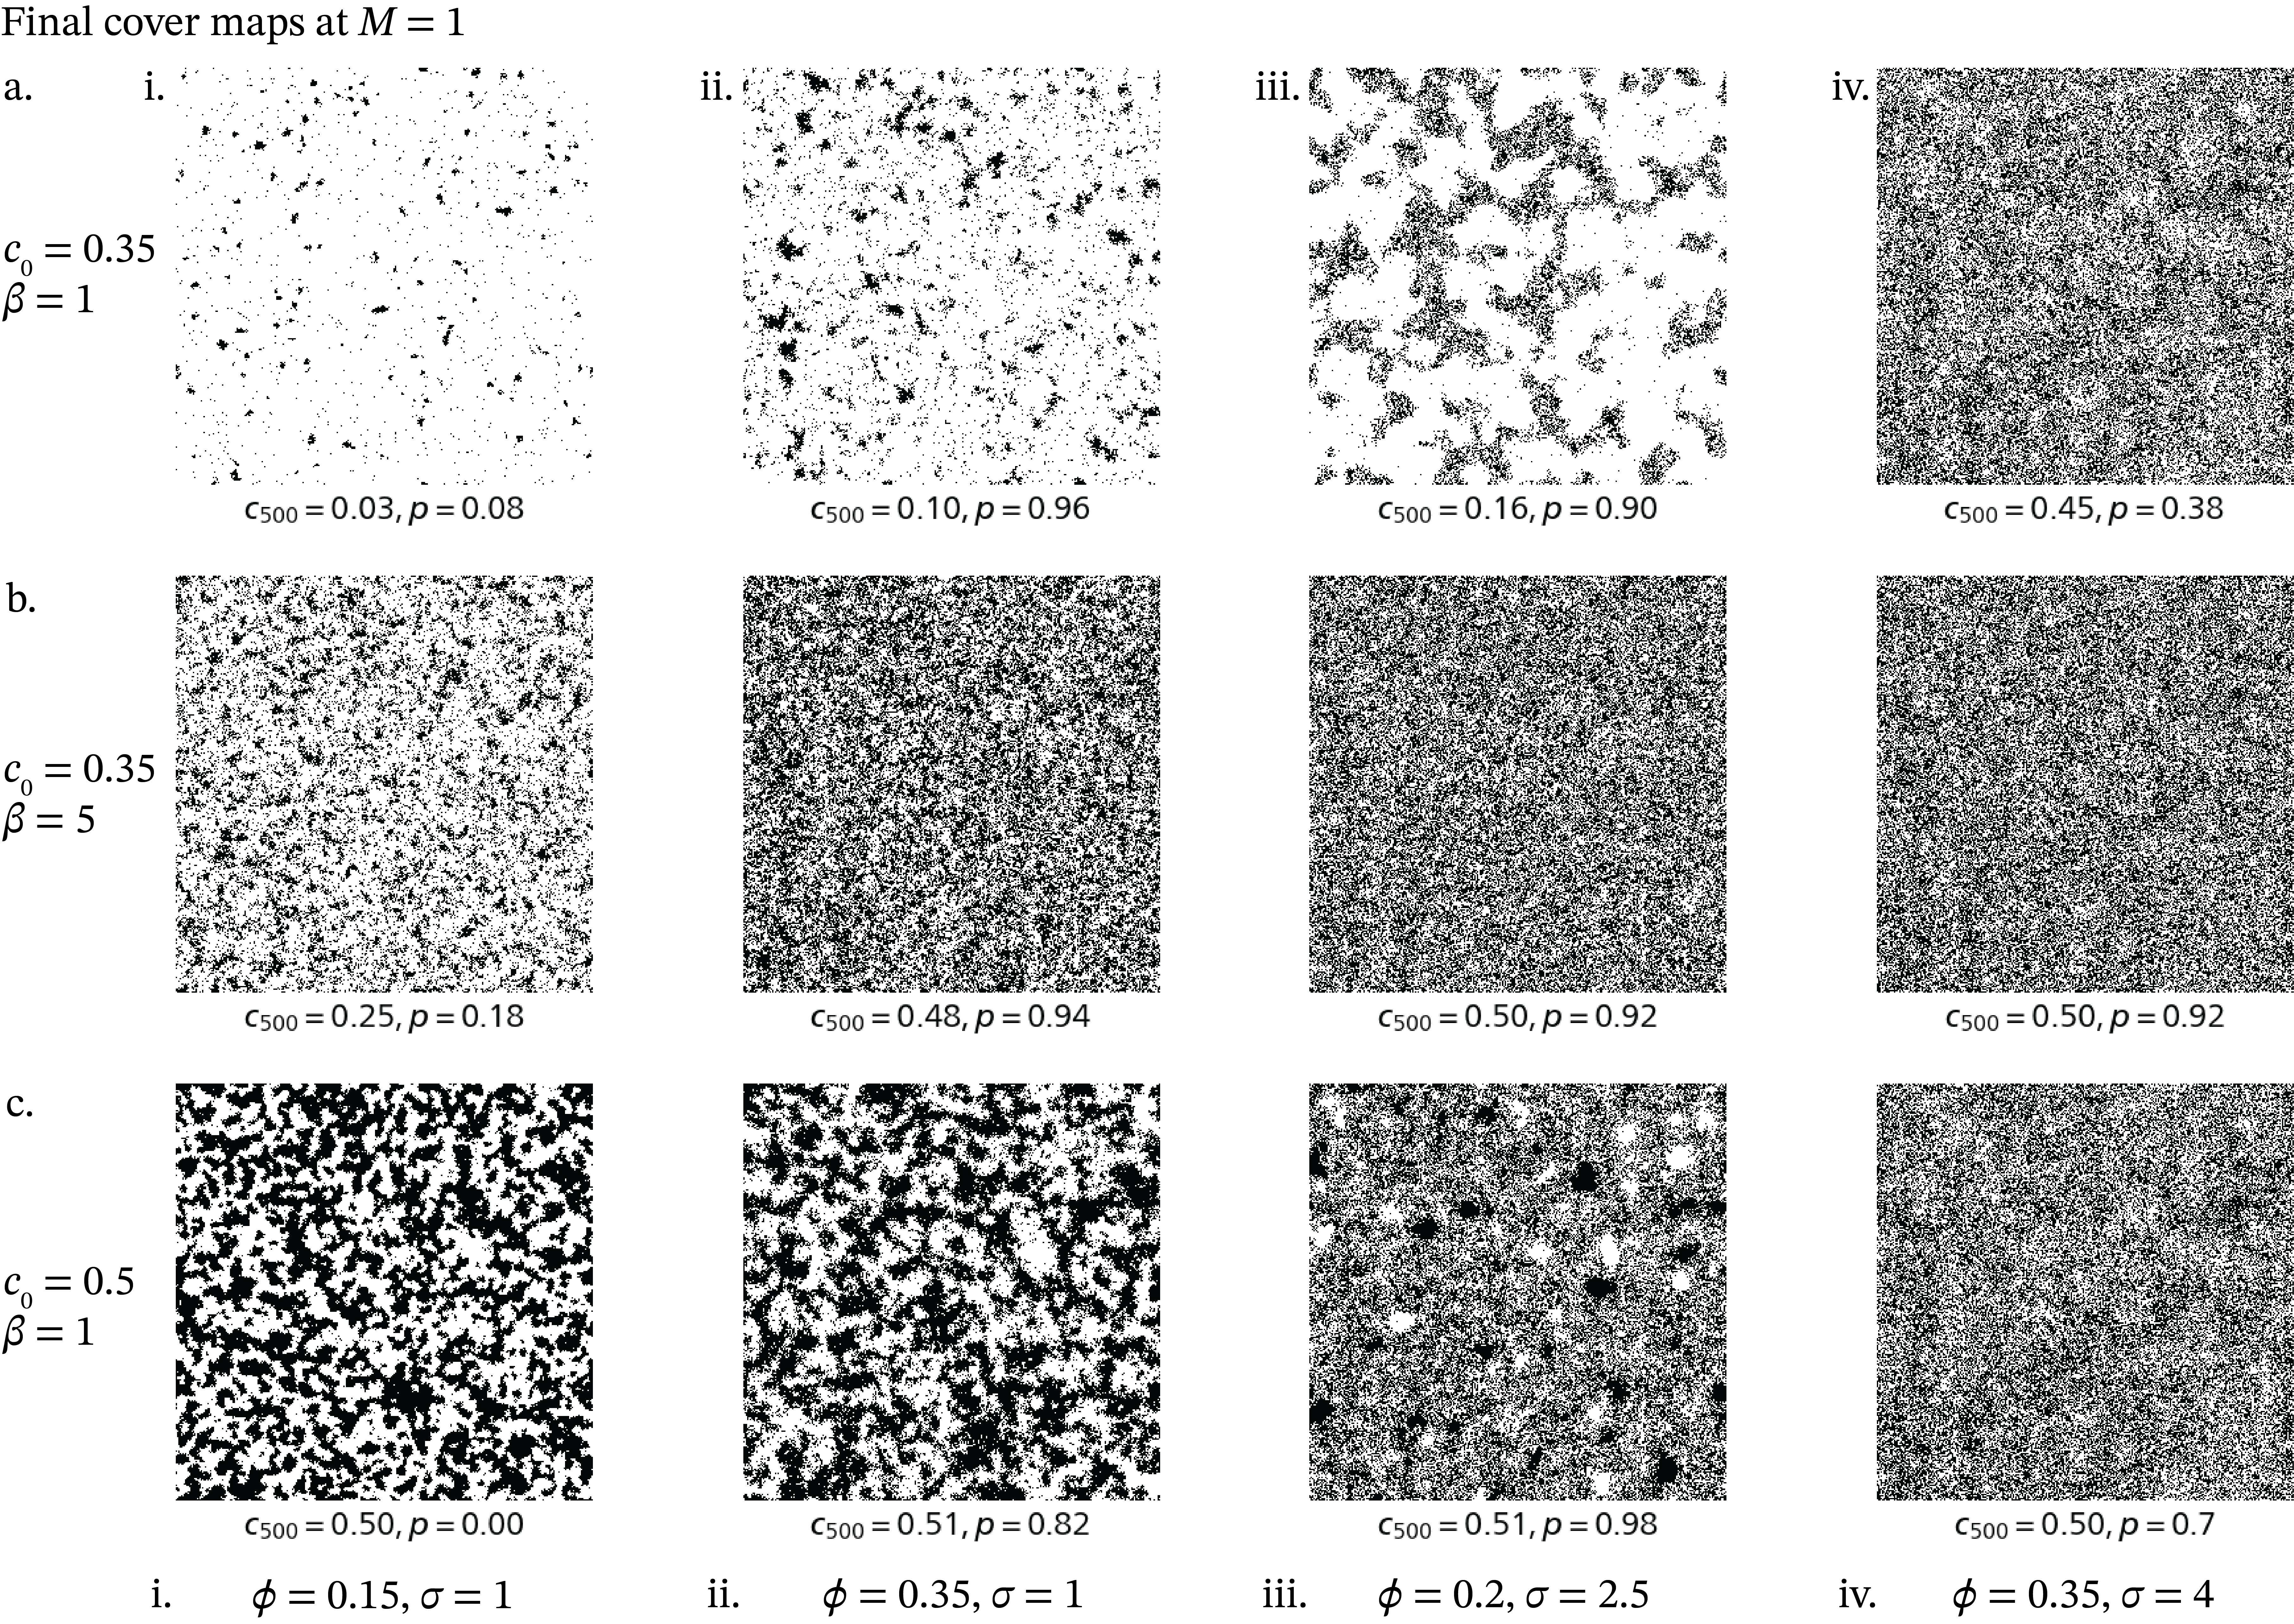 Final cover maps at M = 1
a. i. ii. iii. iv.
c₀ = 0.35
β = 1
c₅₀₀ = 0.03, p = 0.08
c₅₀₀ = 0.10, p = 0.96
c₅₀₀ = 0.16, p = 0.90
c₅₀₀ = 0.45, p = 0.38
b.
c₀ = 0.35
β = 5
c₅₀₀ = 0.25, p = 0.18
c₅₀₀ = 0.48, p = 0.94
c₅₀₀ = 0.50, p = 0.92
c₅₀₀ = 0.50, p = 0.92
c.
c₀ = 0.5
β = 1
c₅₀₀ = 0.50, p = 0.00
c₅₀₀ = 0.51, p = 0.82
c₅₀₀ = 0.51, p = 0.98
c₅₀₀ = 0.50, p = 0.7
i. ϕ = 0.15, σ = 1
ii. ϕ = 0.35, σ = 1
iii. ϕ = 0.2, σ = 2.5
iv. ϕ = 0.35, σ = 4